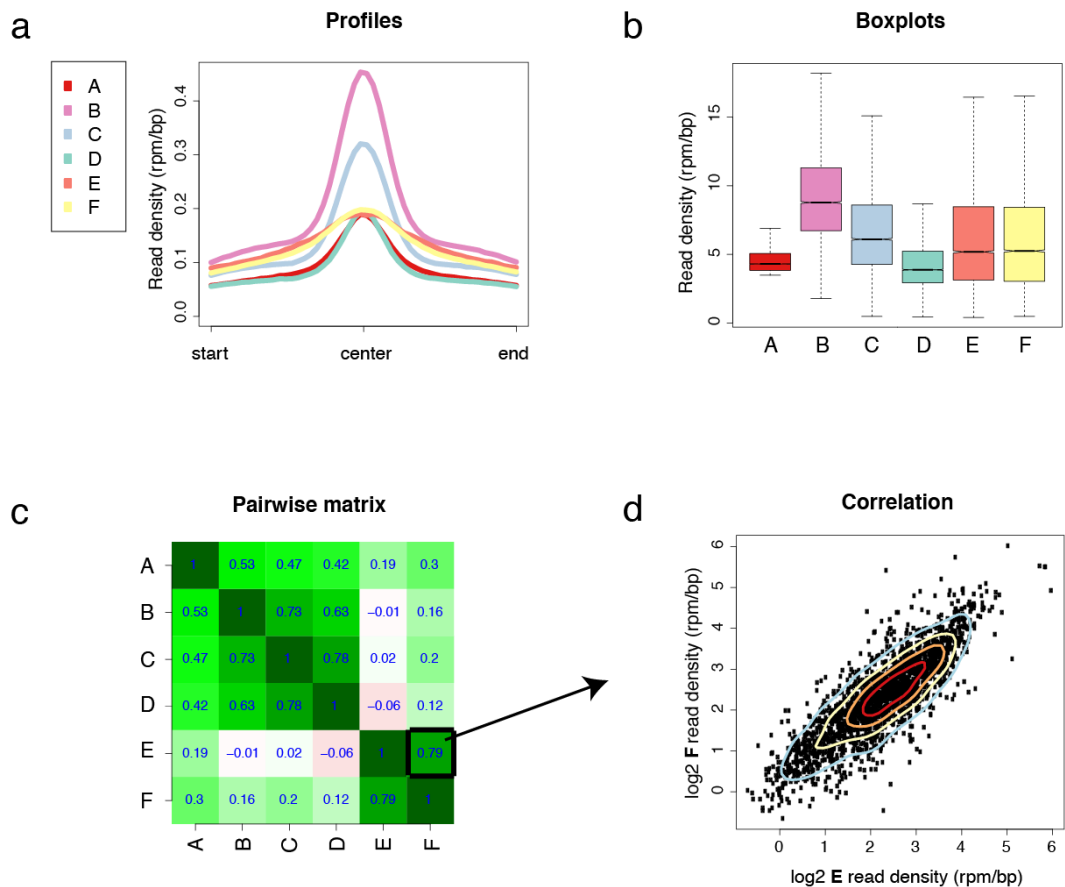 a
Profiles
A
B
C
D
E
F
Read density (rpm/bp)
0.0
0.1
0.2
0.3
0.4
start center end
b
Boxplots
Read density (rpm/bp)
0
5
10
15
A B C D E F
c
Pairwise matrix
A 1 0.53 0.47 0.42 0.19 0.3
B 0.53 1 0.73 0.63 −0.01 0.16
C 0.47 0.73 1 0.78 0.02 0.2
D 0.42 0.63 0.78 1 −0.06 0.12
E 0.19 −0.01 0.02 −0.06 1 0.79
F 0.3 0.16 0.2 0.12 0.79 1
A B C D E F
d
Correlation
log2 F read density (rpm/bp)
0
1
2
3
4
5
6
0 1 2 3 4 5 6
log2 E read density (rpm/bp)